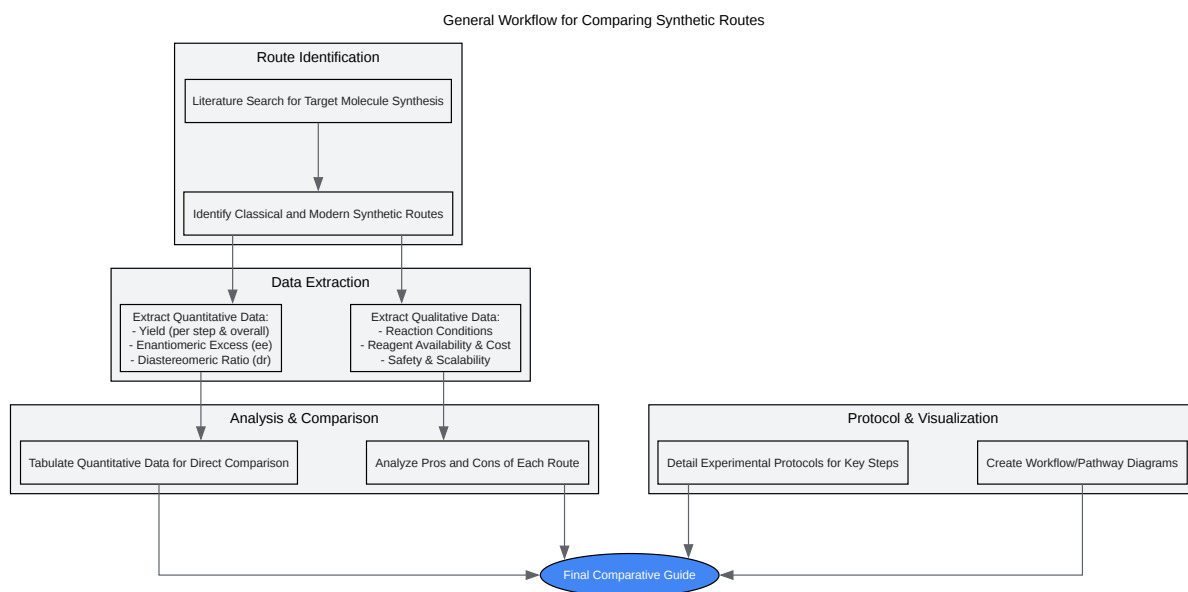 General Workflow for Comparing Synthetic Routes
Route Identification
Literature Search for Target Molecule Synthesis
Identify Classical and Modern Synthetic Routes
Data Extraction
Extract Quantitative Data:
- Yield (per step & overall)
- Enantiomeric Excess (ee)
- Diastereomeric Ratio (dr)
Extract Qualitative Data:
- Reaction Conditions
- Reagent Availability & Cost
- Safety & Scalability
Analysis & Comparison
Tabulate Quantitative Data for Direct Comparison
Analyze Pros and Cons of Each Route
Protocol & Visualization
Detail Experimental Protocols for Key Steps
Create Workflow/Pathway Diagrams
Final Comparative Guide